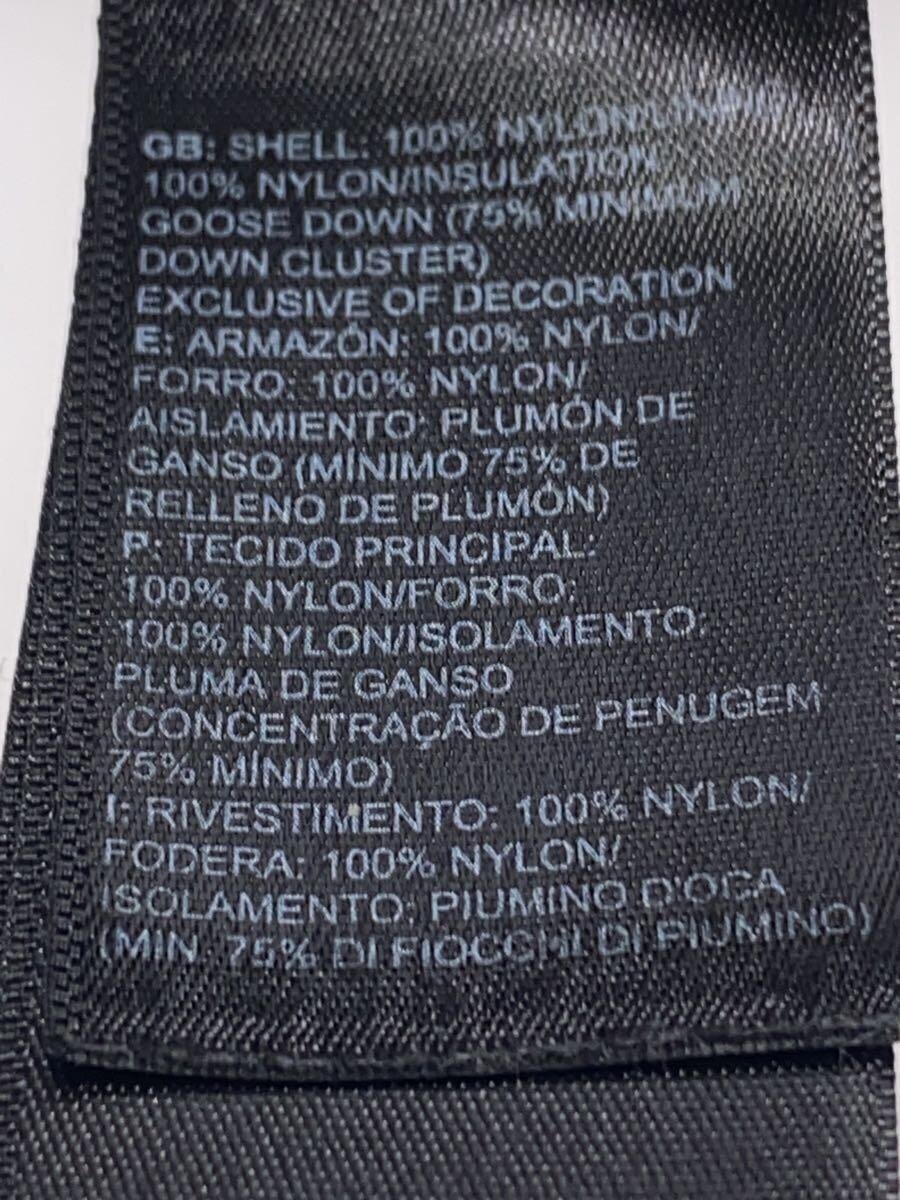 GB: SHELL: 100% NYLON/LINING:
100% NYLON/INSULATION:
GOOSE DOWN (75% MINIMUM
DOWN CLUSTER)
EXCLUSIVE OF DECORATION
E: ARMAZÓN: 100% NYLON/
FORRO: 100% NYLON/
AISLAMIENTO: PLUMÓN DE
GANSO (MÍNIMO 75% DE
RELLENO DE PLUMÓN)
P: TECIDO PRINCIPAL:
100% NYLON/FORRO:
100% NYLON/ISOLAMENTO:
PLUMA DE GANSO
(CONCENTRAÇÃO DE PENUGEM
75% MÍNIMO)
I: RIVESTIMENTO: 100% NYLON/
FODERA: 100% NYLON/
ISOLAMENTO: PIUMINO D'OCA
(MIN. 75% DI FIOCCHI DI PIUMINO)